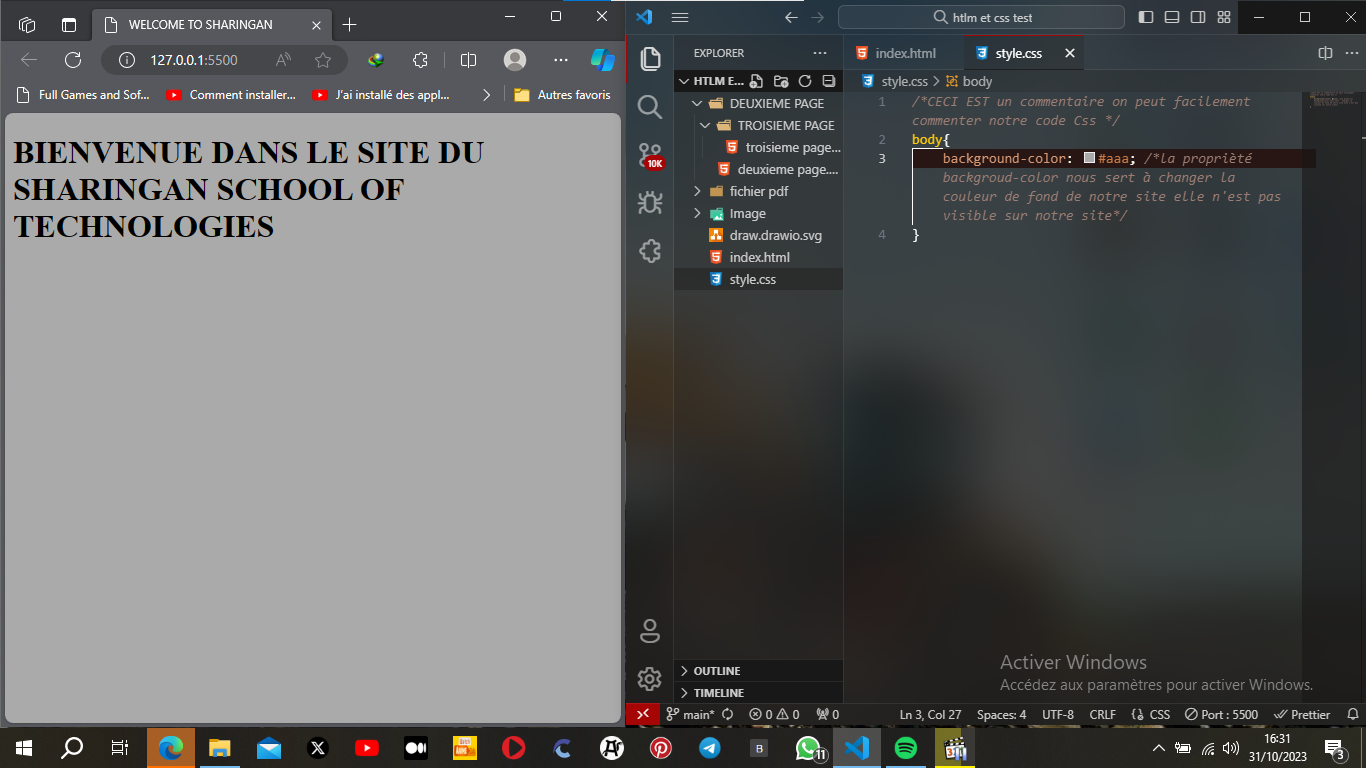 WELCOME TO SHARINGAN
127.0.0.1:5500
Full Games and Sof...
Comment installer...
J'ai installé des appl...
Autres favoris
BIENVENUE DANS LE SITE DU
SHARINGAN SCHOOL OF
TECHNOLOGIES
htlm et css test
EXPLORER
HTLM E...
DEUXIEME PAGE
TROISIEME PAGE
troisieme page...
deuxieme page....
fichier pdf
Image
draw.drawio.svg
index.html
style.css
OUTLINE
TIMELINE
10K
index.html
style.css
style.css
body
1 /*CECI EST un commentaire on peut facilement
commenter notre code Css */
2 body{
3 background-color: #aaa; /*la propriètè
backgroud-color nous sert à changer la
couleur de fond de notre site elle n'est pas
visible sur notre site*/
4 }
Activer Windows
Accédez aux paramètres pour activer Windows.
main*
0 0
0
Ln 3, Col 27
Spaces: 4
UTF-8
CRLF
CSS
Port : 5500
Prettier
11
16:31
31/10/2023
3